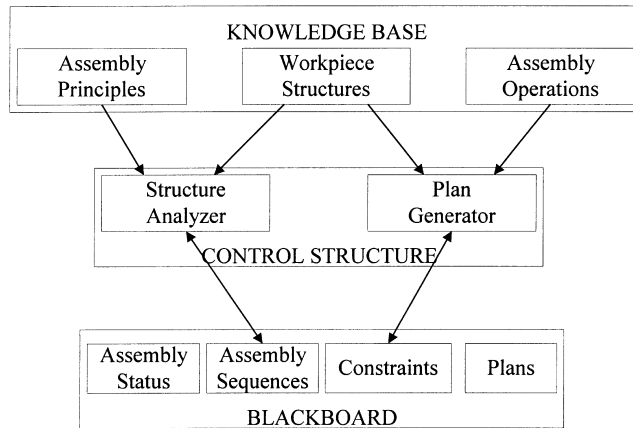 KNOWLEDGE BASE
Assembly
Principles
Workpiece
Structures
Assembly
Operations
Structure
Analyzer
Plan
Generator
CONTROL STRUCTURE
Assembly
Status
Assembly
Sequences
Constraints
Plans
BLACKBOARD